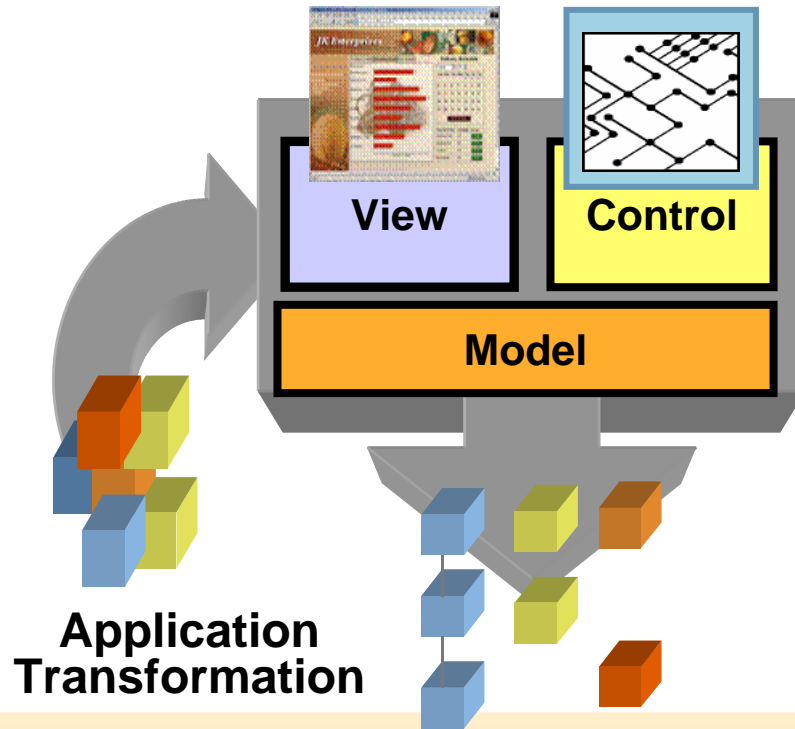 JK Enterprises
View
Control
Model
Application
Transformation